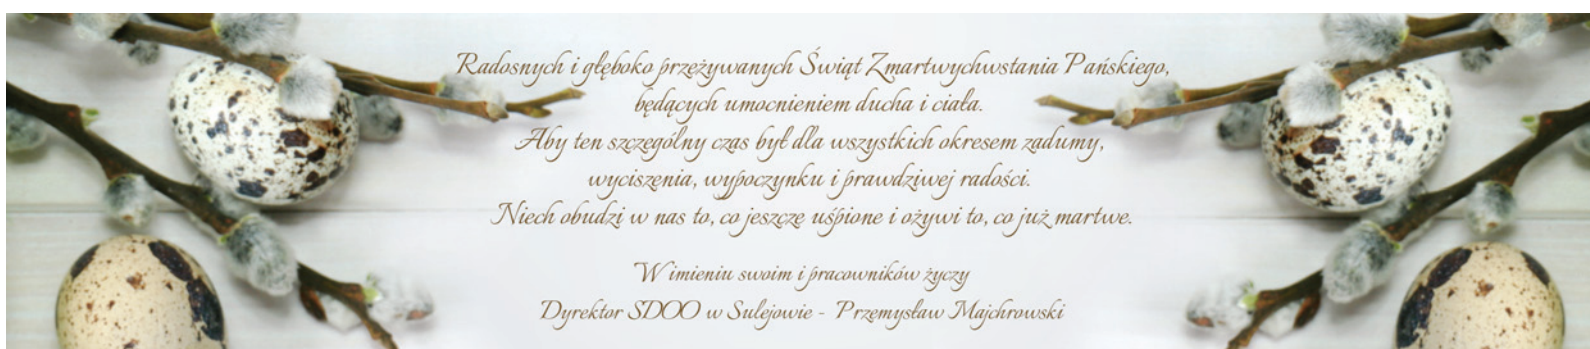 Radosnych i głęboko przeżywanych Świąt Zmartwychwstania Pańskiego,
będących umocnieniem ducha i ciała.
Aby ten szczególny czas był dla wszystkich okresem zadumy,
wyciszenia, wypoczynku i prawdziwej radości.
Niech obudzi w nas to, co jeszcze uśpione i ożywi to, co już martwe.
W imieniu swoim i pracowników życzy
Dyrektor SDOO w Sulejowie - Przemysław Majchrowski